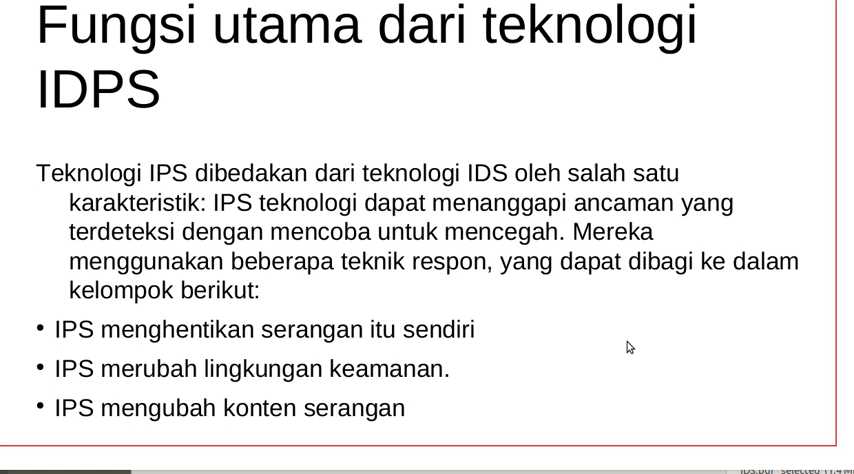 Fungsi utama dari teknologi
IDPS
Teknologi IPS dibedakan dari teknologi IDS oleh salah satu
karakteristik: IPS teknologi dapat menanggapi ancaman yang
terdeteksi dengan mencoba untuk mencegah. Mereka
menggunakan beberapa teknik respon, yang dapat dibagi ke dalam
kelompok berikut:
• IPS menghentikan serangan itu sendiri
• IPS merubah lingkungan keamanan.
• IPS mengubah konten serangan